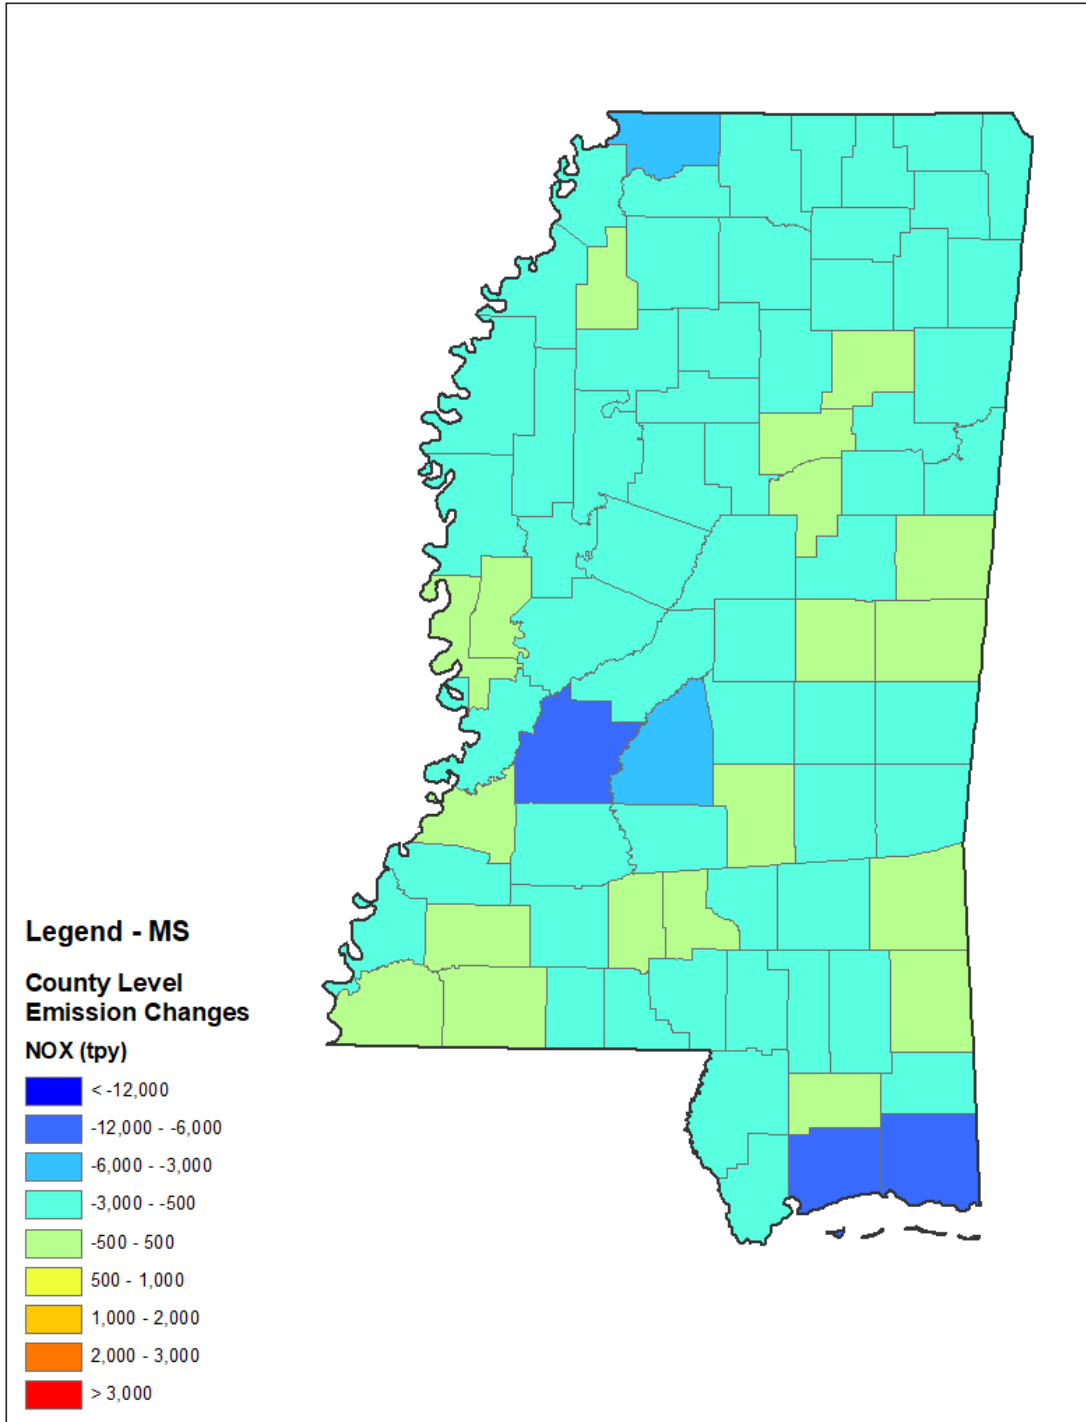 Legend - MS
County Level
Emission Changes
NOX (tpy)
< -12,000
-12,000 - -6,000
-6,000 - -3,000
-3,000 - -500
-500 - 500
500 - 1,000
1,000 - 2,000
2,000 - 3,000
> 3,000